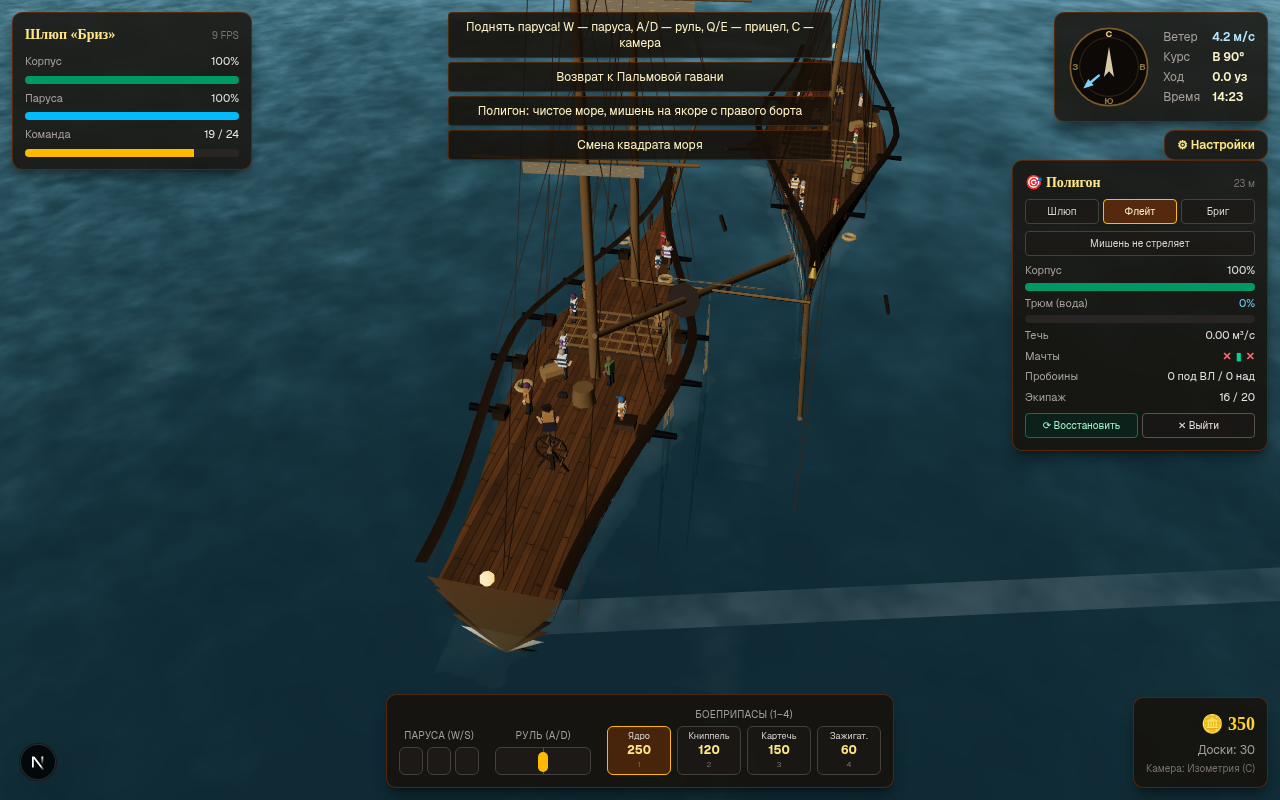 Шлюп «Бриз» 9 FPS
Корпус 100%
Паруса 100%
Команда 19 / 24
Поднять паруса! W — паруса, A/D — руль, Q/E — прицел, C —
камера
Возврат к Пальмовой гавани
Полигон: чистое море, мишень на якоре с правого борта
Смена квадрата моря
С
З
В
Ю
Ветер 4.2 м/с
Курс В 90°
Ход 0.0 уз
Время 14:23
⚙ Настройки
🎯 Полигон 23 м
Шлюп Флейт Бриг
Мишень не стреляет
Корпус 100%
Трюм (вода) 0%
Течь 0.00 м³/с
Мачты ✕ ▮ ✕
Пробоины 0 под ВЛ / 0 над
Экипаж 16 / 20
⟳ Восстановить ✕ Выйти
ПАРУСА (W/S) РУЛЬ (A/D) БОЕПРИПАСЫ (1–4)
Ядро Книппель Картечь Зажигат.
250 120 150 60
1 2 3 4
🪙 350
Доски: 30
Камера: Изометрия (C)
N